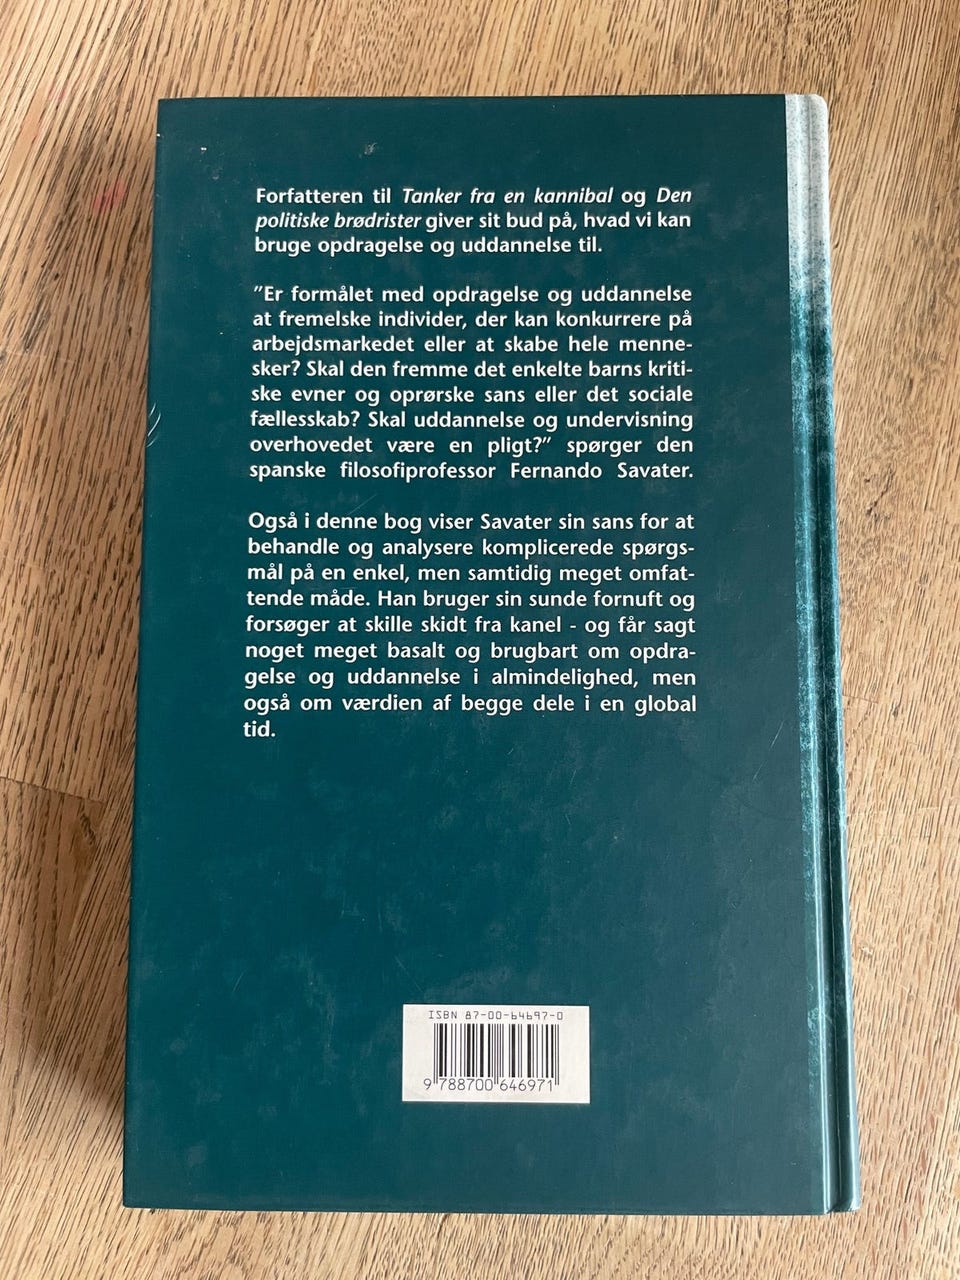 Forfatteren til Tanker fra en kannibal og Den
politiske brødrister giver sit bud på, hvad vi kan
bruge opdragelse og uddannelse til.
”Er formålet med opdragelse og uddannelse
at fremelske individer, der kan konkurrere på
arbejdsmarkedet eller at skabe hele menne-
sker? Skal den fremme det enkelte barns kriti-
ske evner og oprørske sans eller det sociale
fællesskab? Skal uddannelse og undervisning
overhovedet være en pligt?” spørger den
spanske filosofiprofessor Fernando Savater.
Også i denne bog viser Savater sin sans for at
behandle og analysere komplicerede spørgs-
mål på en enkel, men samtidig meget omfat-
tende måde. Han bruger sin sunde fornuft og
forsøger at skille skidt fra kanel - og får sagt
noget meget basalt og brugbart om opdra-
gelse og uddannelse i almindelighed, men
også om værdien af begge dele i en global
tid.
ISBN 87-00-64697-0
9 788700 646971